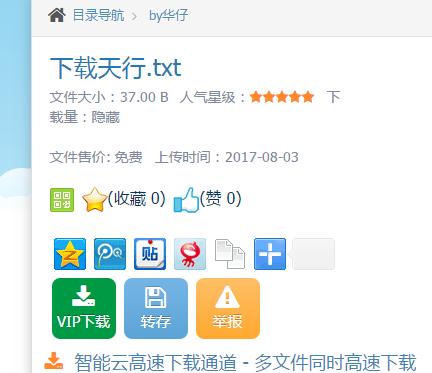 目录导航 > by华仔
下载天行.txt
文件大小：37.00 B 人气星级：★★★★★ 下
载量：隐藏
文件售价: 免费 上传时间：2017-08-03
(收藏 0) (赞 0)
贴
VIP下载 转存 举报
智能云高速下载通道 - 多文件同时高速下载